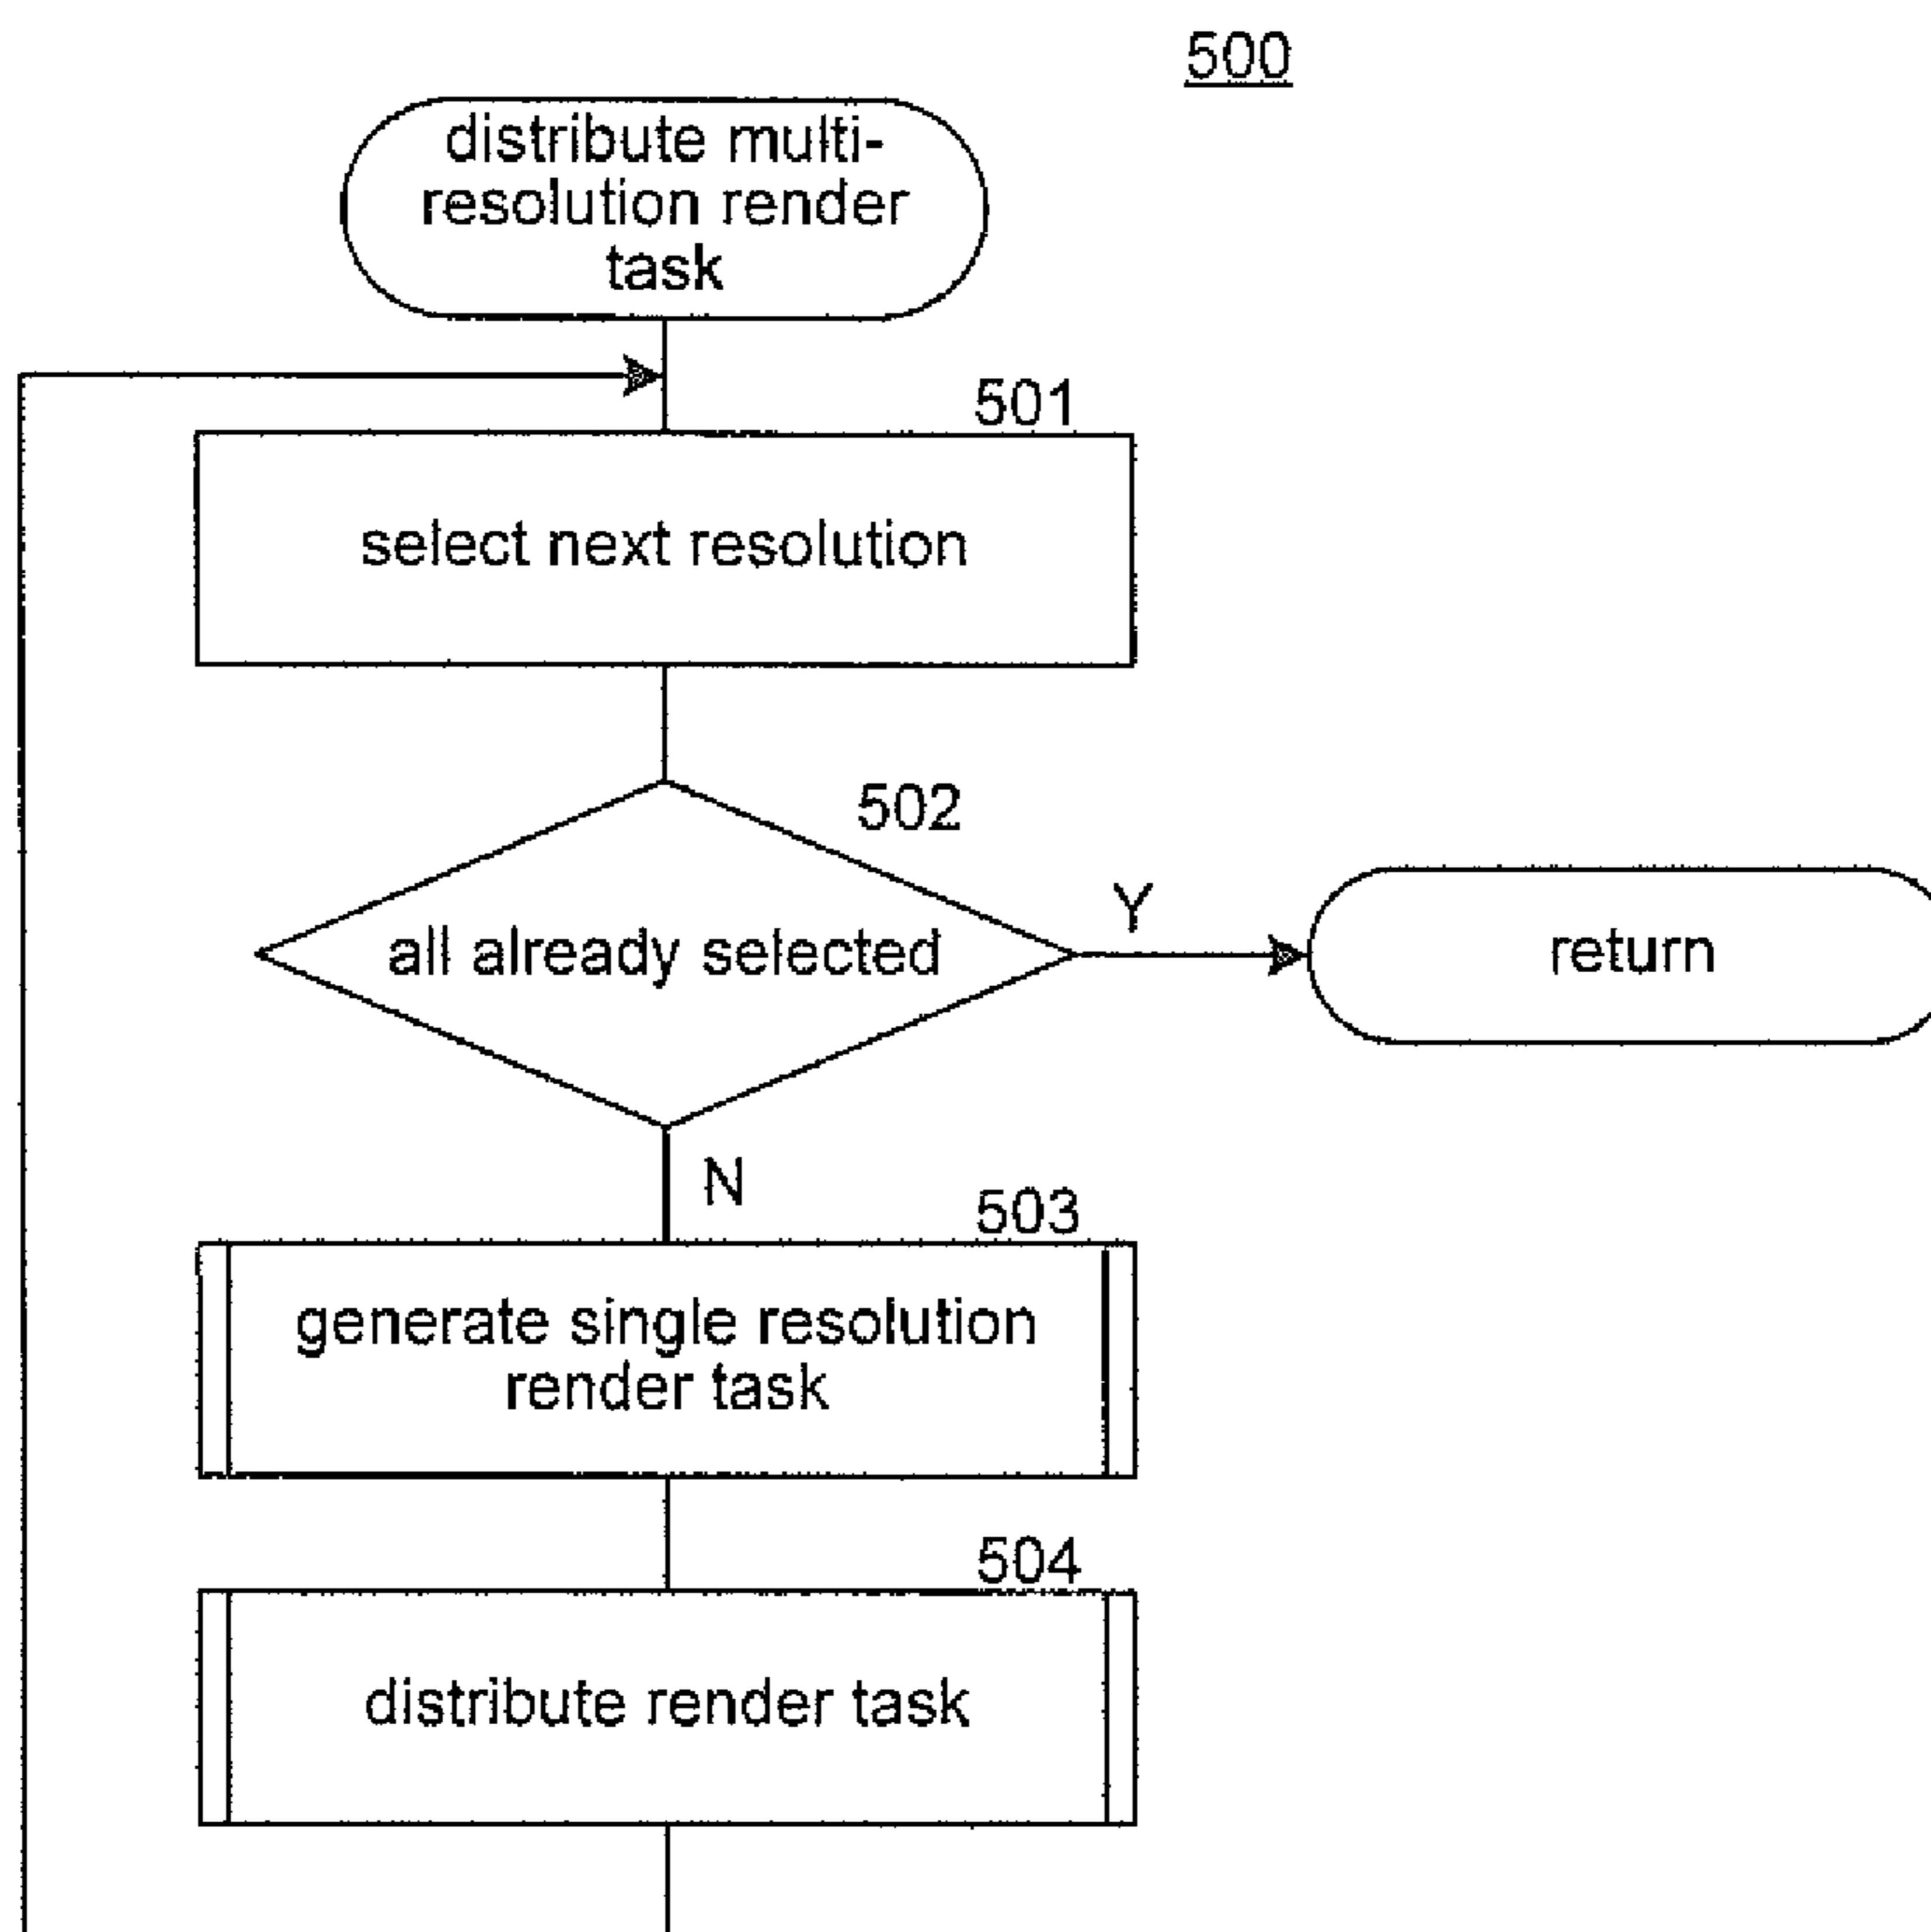 500
distribute multi-
resolution render
task
501
select next resolution
502
all already selected
Y
return
N
503
generate single resolution
render task
504
distribute render task